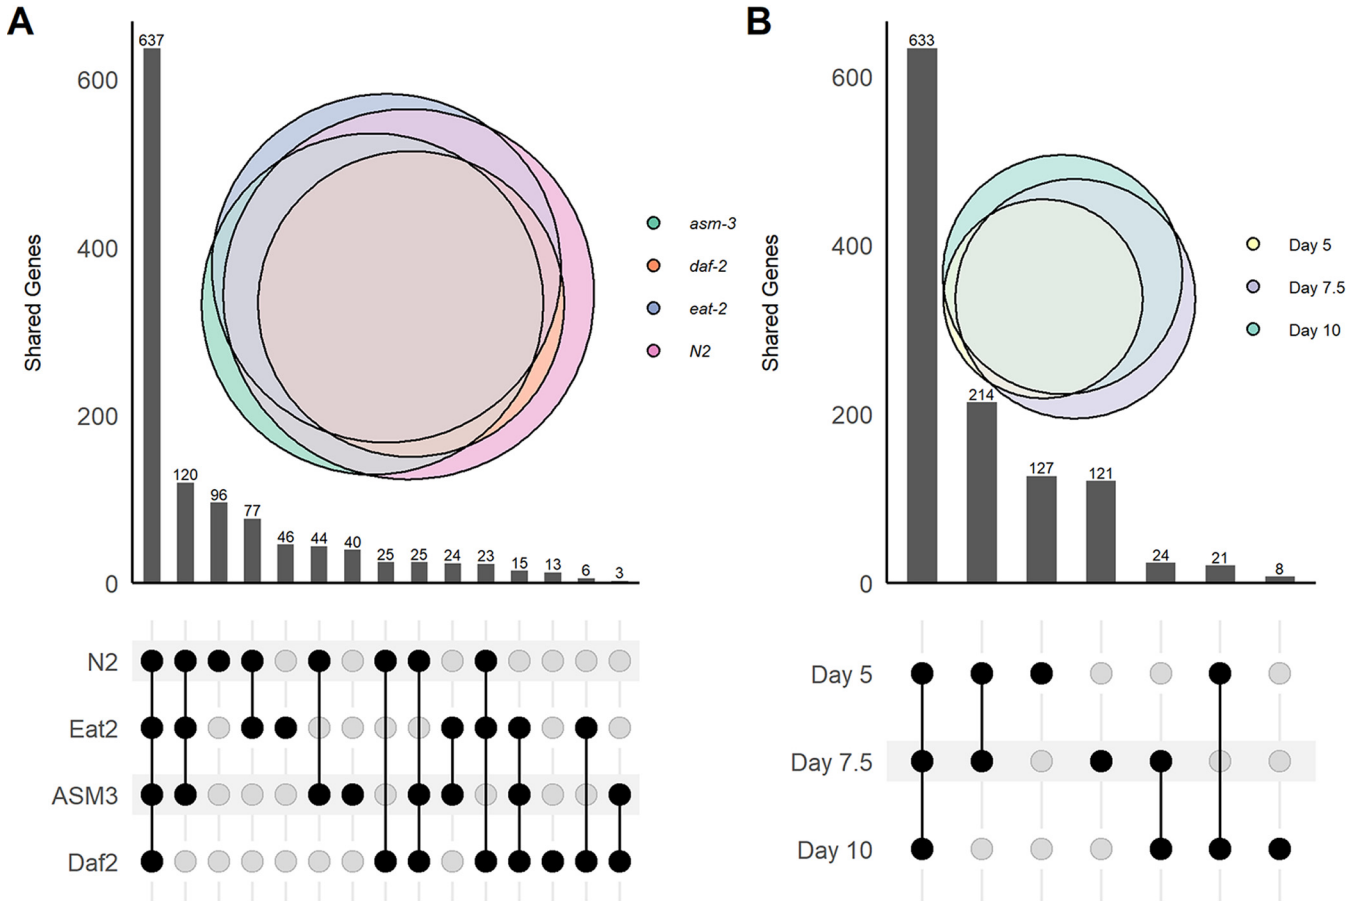 A
Shared Genes
600
400
200
0
637
120
96
77
46
44
40
25
25
24
23
15
13
6
3
asm-3
daf-2
eat-2
N2
N2
Eat2
ASM3
Daf2
B
Shared Genes
600
400
200
0
633
214
127
121
24
21
8
Day 5
Day 7.5
Day 10
Day 5
Day 7.5
Day 10